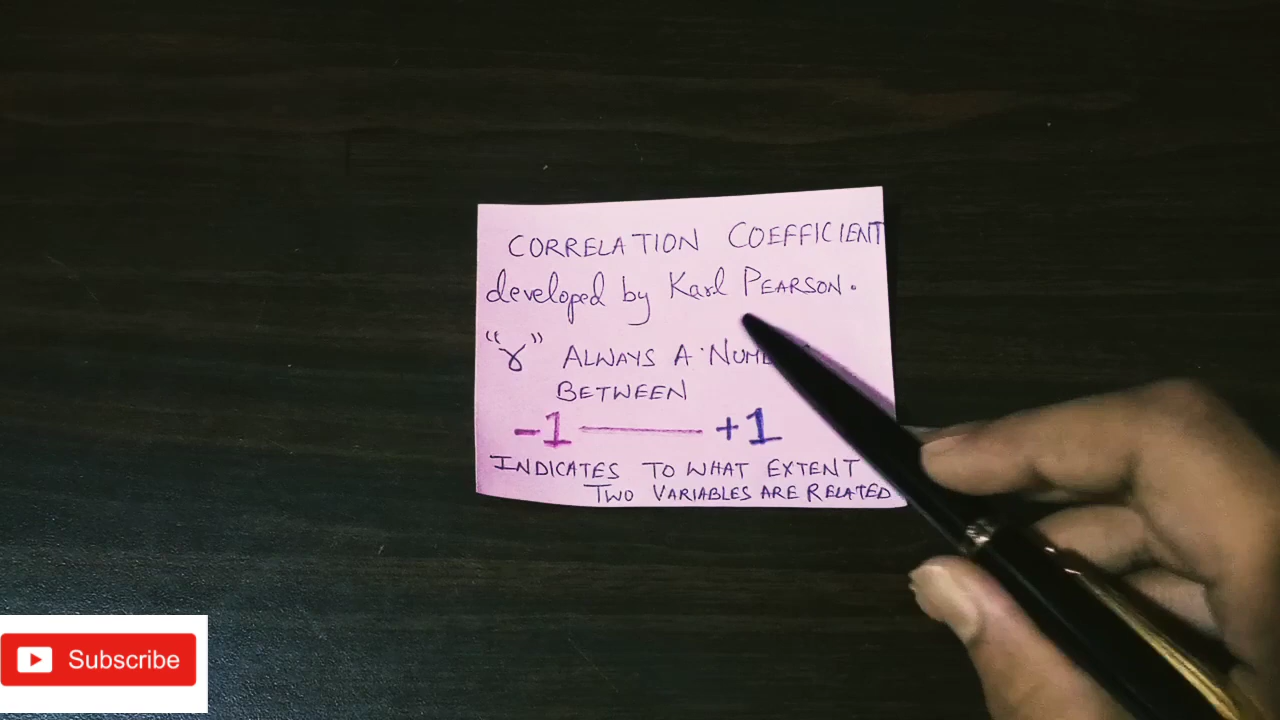 CORRELATION COEFFICIENT
developed by Karl PEARSON.
"r" ALWAYS A
BETWEEN
-1 +1
INDICATES TO WHAT EXTENT
TWO VARIABLES ARE RELATED
Subscribe